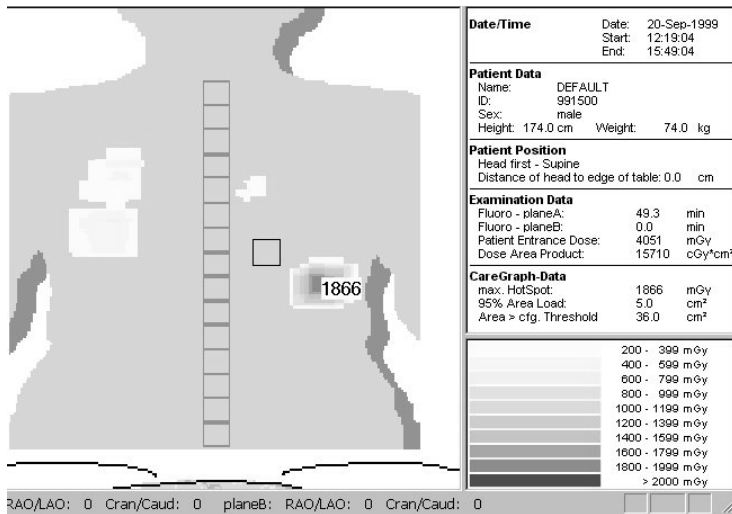 1866
Date/Time Date: 20-Sep-1999
Start: 12:19:04
End: 15:49:04
Patient Data
Name: DEFAULT
ID: 991500
Sex: male
Height: 174.0 cm Weight: 74.0 kg
Patient Position
Head first - Supine
Distance of head to edge of table: 0.0 cm
Examination Data
Fluoro - planeA: 49.3 min
Fluoro - planeB: 0.0 min
Patient Entrance Dose: 4051 mGy
Dose Area Product: 15710 cGy*cm²
CareGraph-Data
max. HotSpot: 1866 mGy
95% Area Load: 5.0 cm²
Area > cfg. Threshold 36.0 cm²
200 - 399 mGy
400 - 599 mGy
600 - 799 mGy
800 - 999 mGy
1000 - 1199 mGy
1200 - 1399 mGy
1400 - 1599 mGy
1600 - 1799 mGy
1800 - 1999 mGy
> 2000 mGy
RAO/LAO: 0 Cran/Caud: 0 planeB: RAO/LAO: 0 Cran/Caud: 0